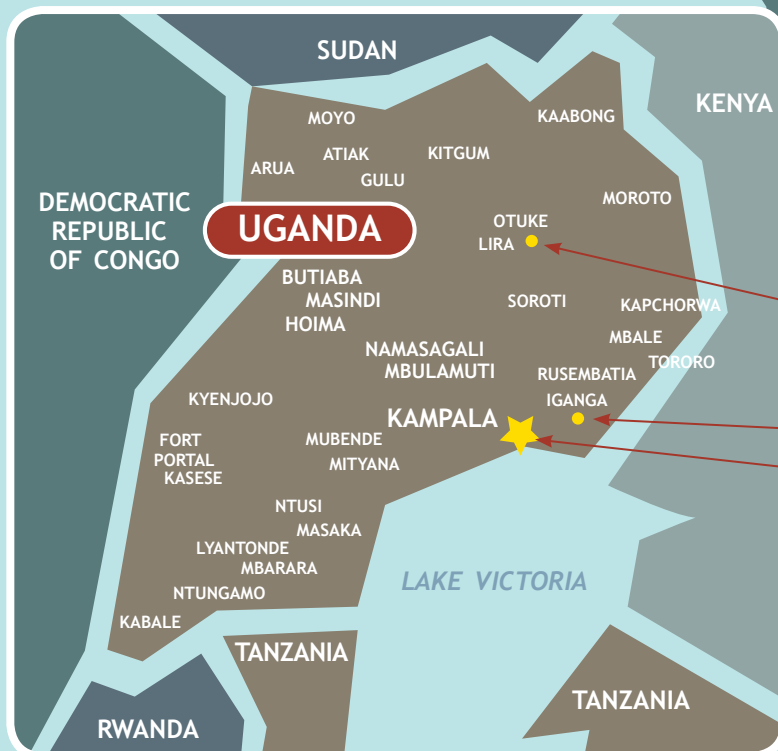 SUDAN
KENYA
MOYO
KAABONG
ATIAK
KITGUM
ARUA
GULU
DEMOCRATIC
REPUBLIC
OF CONGO
MOROTO
UGANDA
OTUKE
LIRA
BUTIABA
MASINDI
HOIMA
SOROTI
KAPCHORWA
MBALE
NAMASAGALI
MBULAMUTI
TORORO
RUSEMBATIA
IGANGA
KYENJOJO
KAMPALA
FORT
PORTAL
KASESE
MUBENDE
MITYANA
NTUSI
MASAKA
LYANTONDE
MBARARA
NTUNGAMO
KABALE
LAKE VICTORIA
TANZANIA
TANZANIA
RWANDA